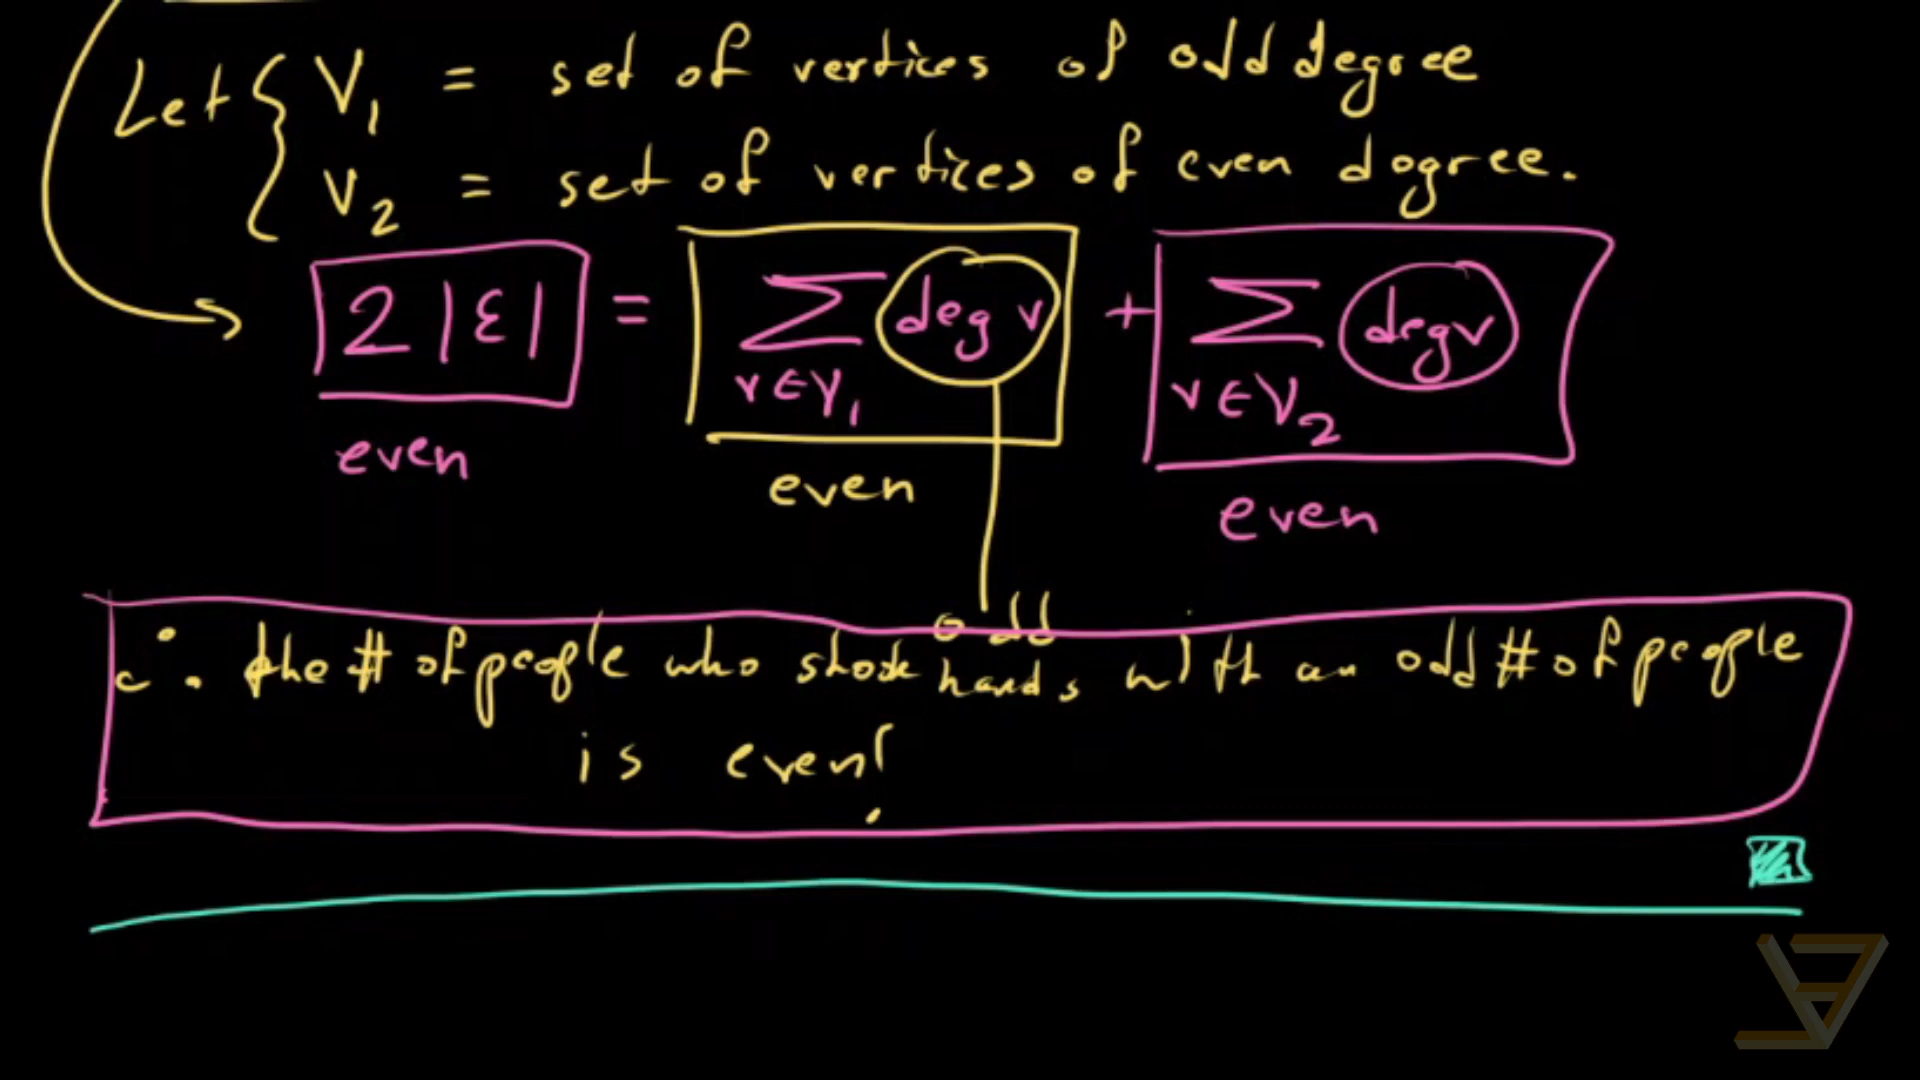 Let { V₁ = set of vertices of odd degree
V₂ = set of vertices of even dogree.
2|ε| = Σ deg v + Σ deg v
v∈V₁ v∈V₂
even even even
odd
∴ the # of people who shook hands with an odd # of people
is even!